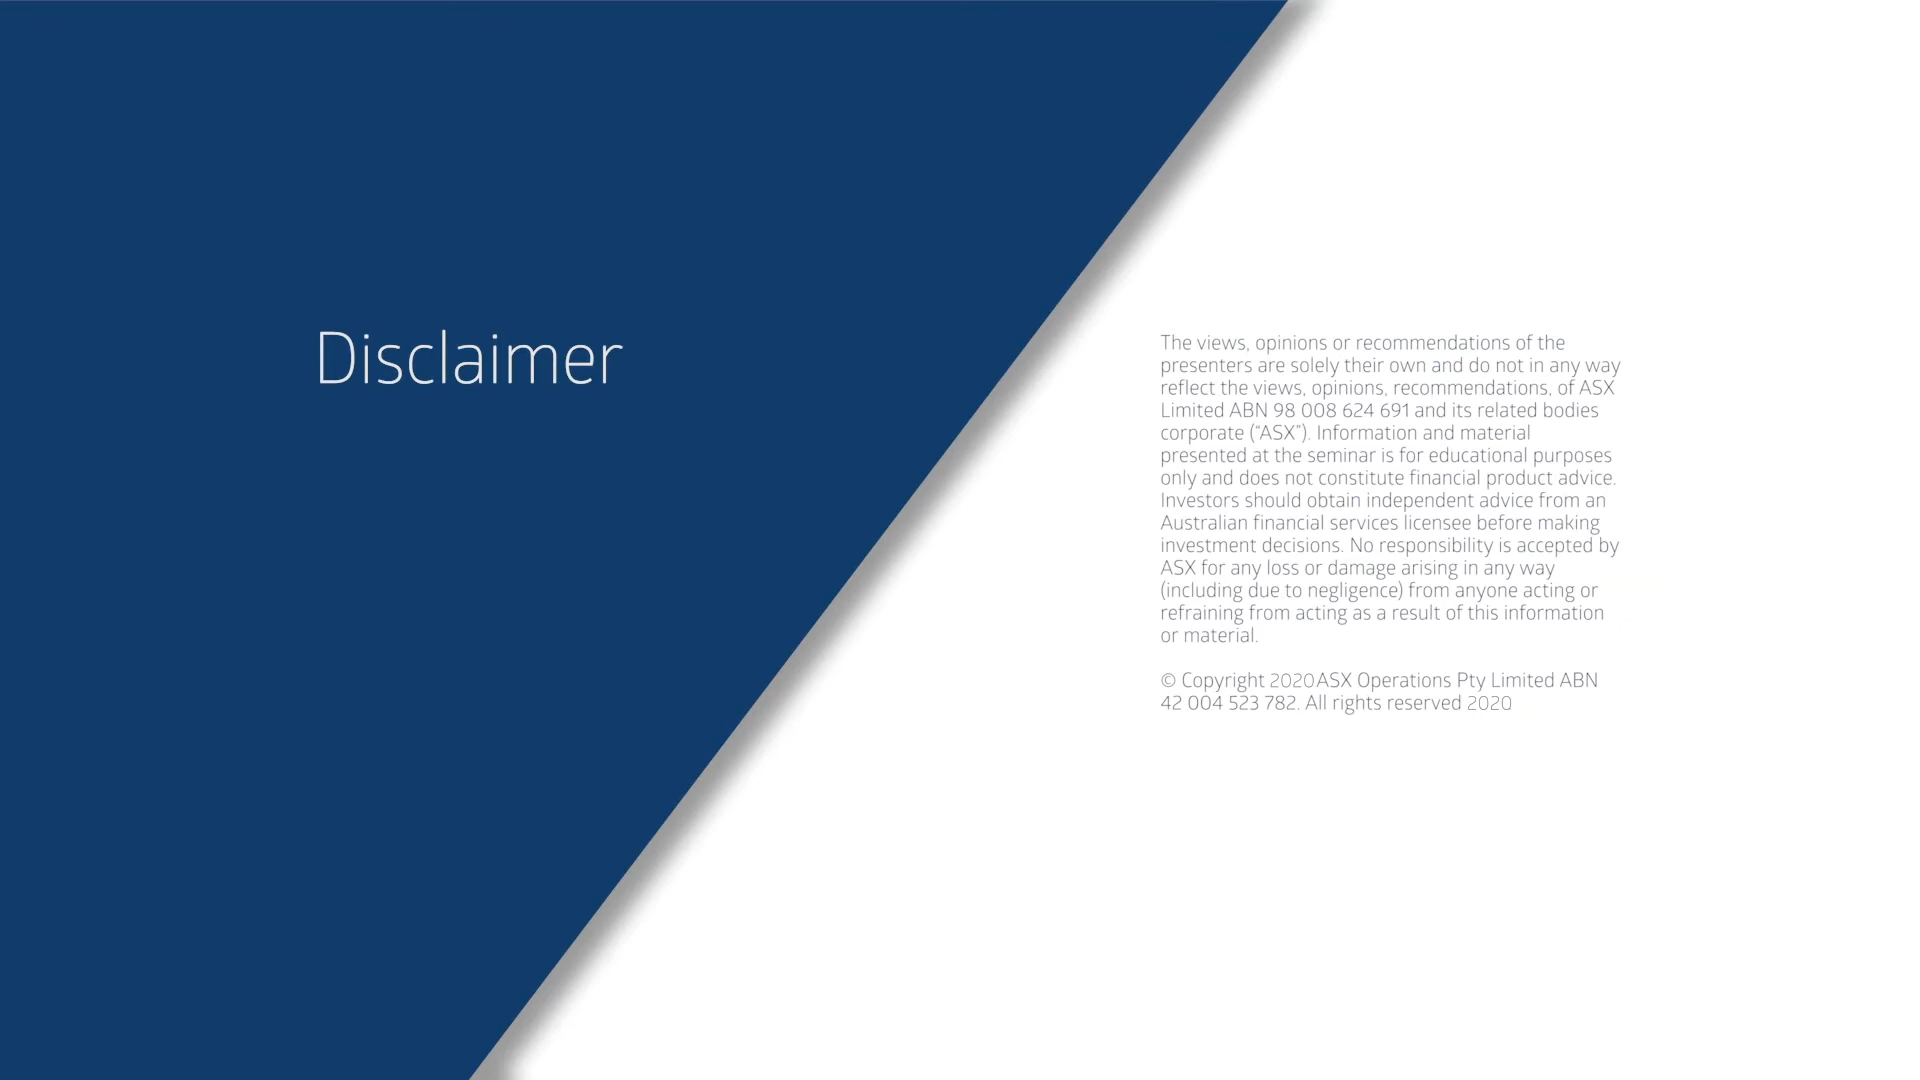 Disclaimer
The views, opinions or recommendations of the
presenters are solely their own and do not in any way
reflect the views, opinions, recommendations, of ASX
Limited ABN 98 008 624 691 and its related bodies
corporate (“ASX”). Information and material
presented at the seminar is for educational purposes
only and does not constitute financial product advice.
Investors should obtain independent advice from an
Australian financial services licensee before making
investment decisions. No responsibility is accepted by
ASX for any loss or damage arising in any way
(including due to negligence) from anyone acting or
refraining from acting as a result of this information
or material.
© Copyright 2020 ASX Operations Pty Limited ABN
42 004 523 782. All rights reserved 2020